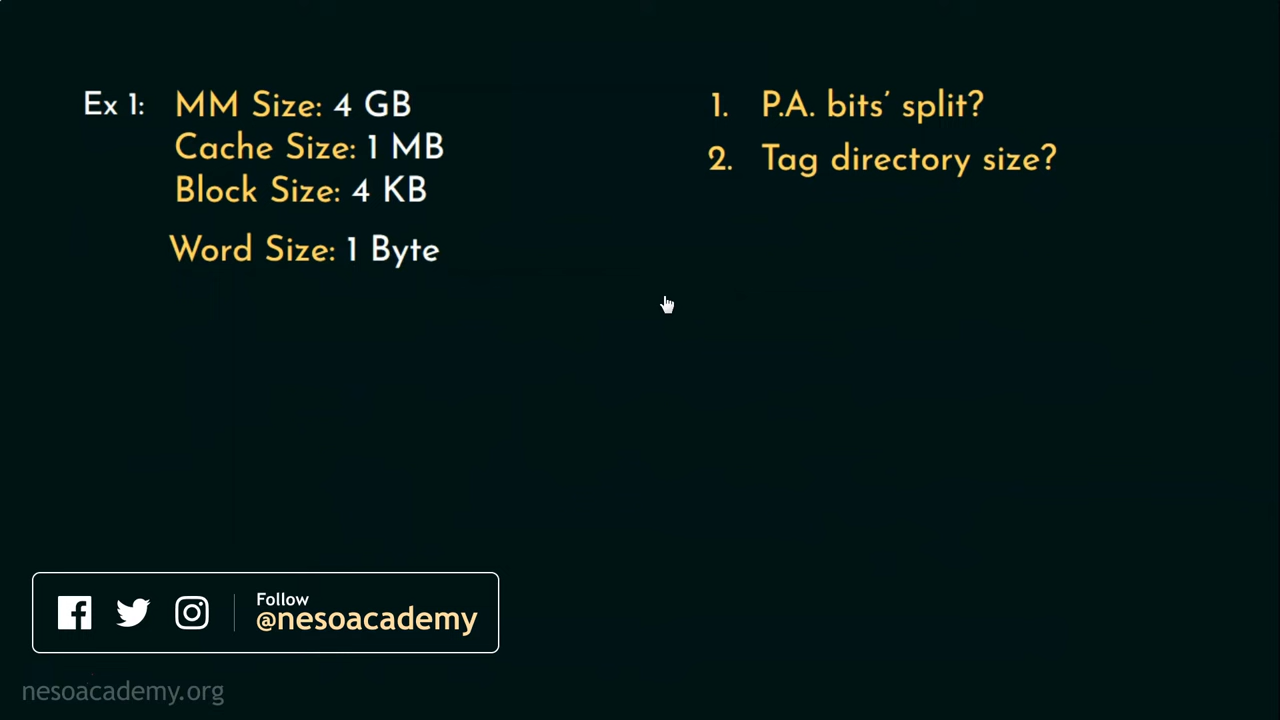 Ex 1: MM Size: 4 GB
Cache Size: 1 MB
Block Size: 4 KB
Word Size: 1 Byte
1. P.A. bits’ split?
2. Tag directory size?
Follow
@nesoacademy
nesoacademy.org